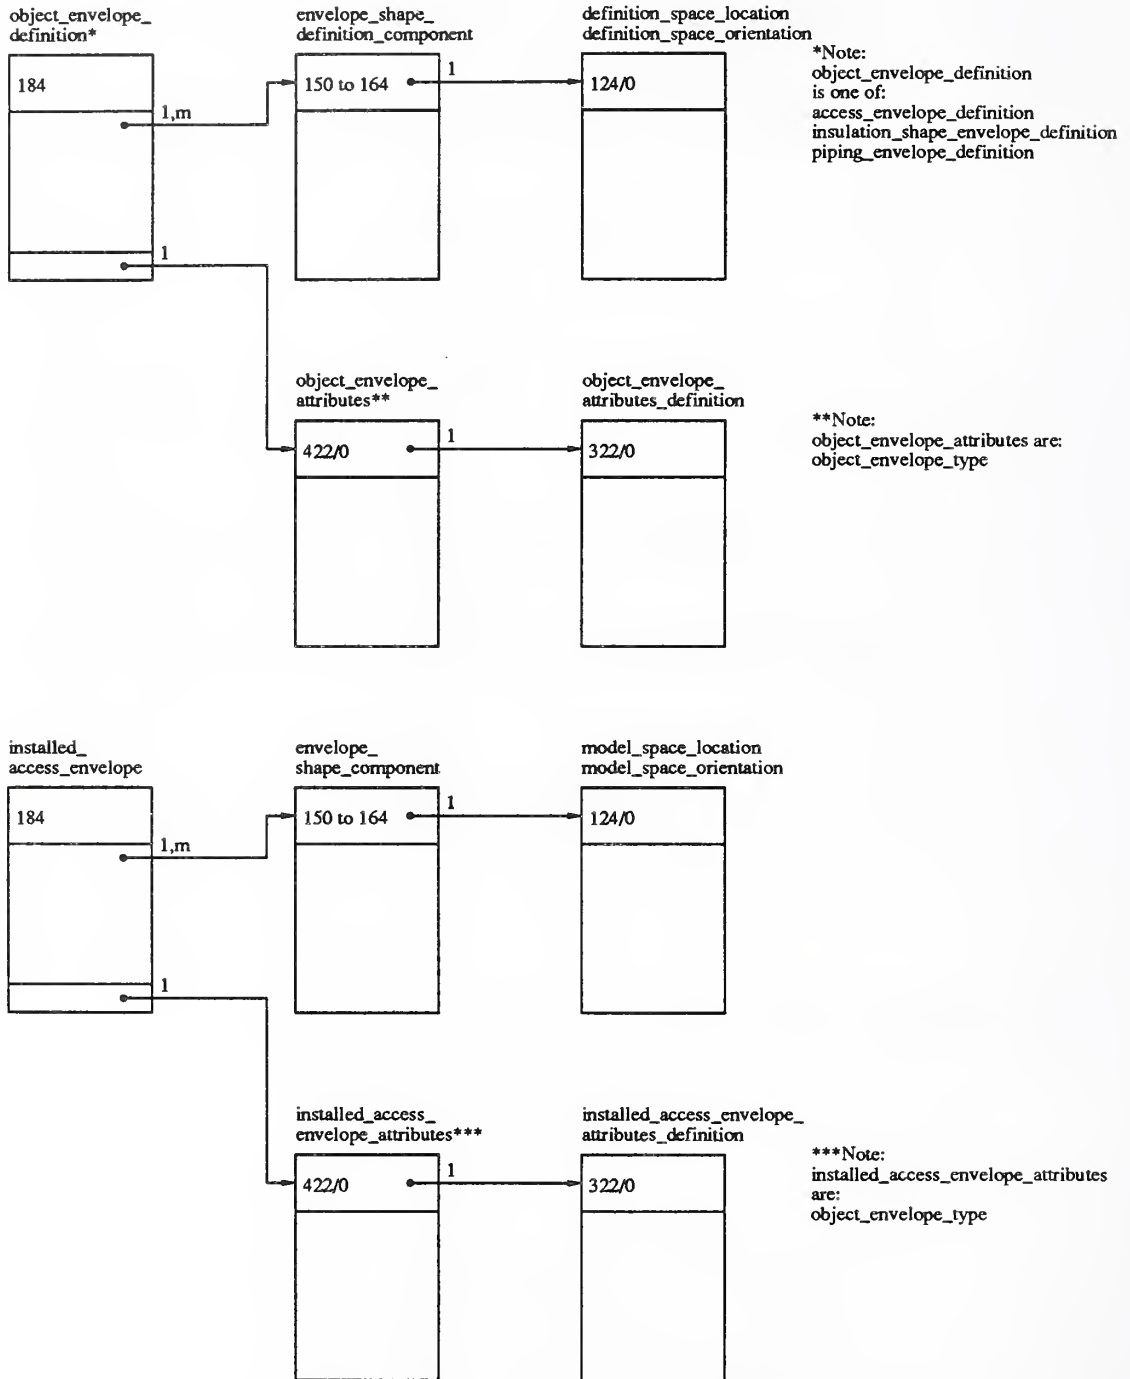 object_envelope_
definition*
184
1,m
1
envelope_shape_
definition_component
150 to 164
1
definition_space_location
definition_space_orientation
124/0
*Note:
object_envelope_definition
is one of:
access_envelope_definition
insulation_shape_envelope_definition
piping_envelope_definition
object_envelope_
attributes**
422/0
1
object_envelope_
attributes_definition
322/0
**Note:
object_envelope_attributes are:
object_envelope_type
installed_
access_envelope
184
1,m
1
envelope_
shape_component
150 to 164
1
model_space_location
model_space_orientation
124/0
installed_access_
envelope_attributes***
422/0
1
installed_access_envelope_
attributes_definition
322/0
***Note:
installed_access_envelope_attributes
are:
object_envelope_type